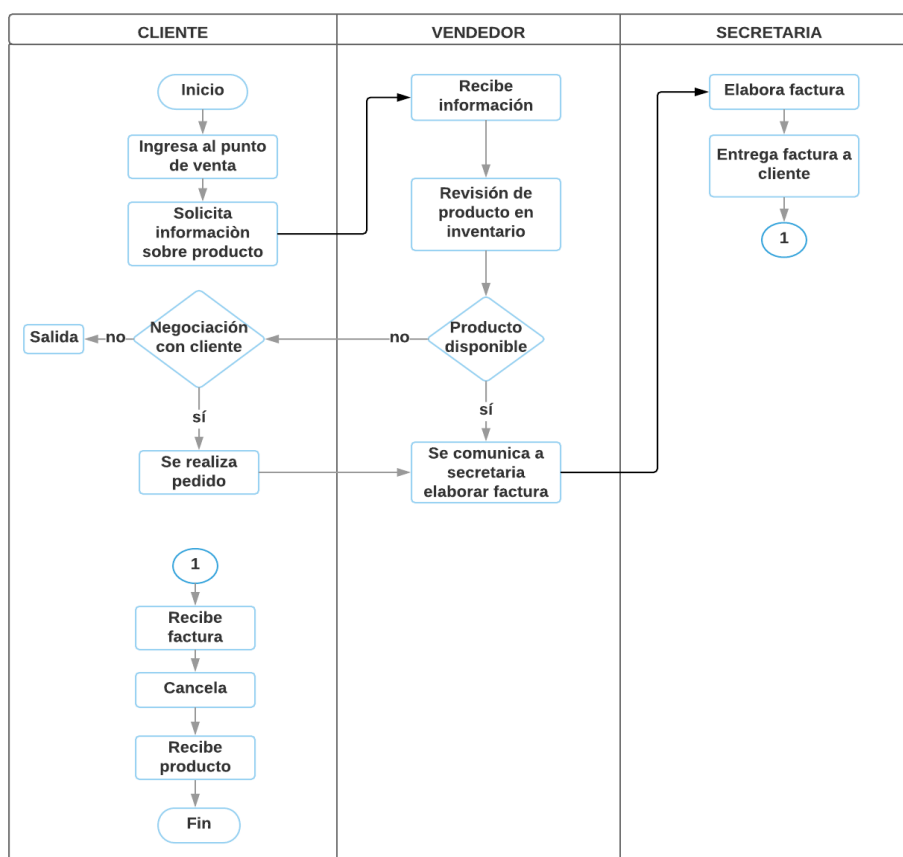 CLIENTE
VENDEDOR
SECRETARIA
Inicio
Ingresa al punto
de venta
Solicita
informaciòn
sobre producto
Recibe
información
Revisión de
producto en
inventario
Producto
disponible
no
Negociación
con cliente
no
Salida
sí
Se realiza
pedido
sí
Se comunica a
secretaria
elaborar factura
Elabora factura
Entrega factura a
cliente
1
1
Recibe
factura
Cancela
Recibe
producto
Fin